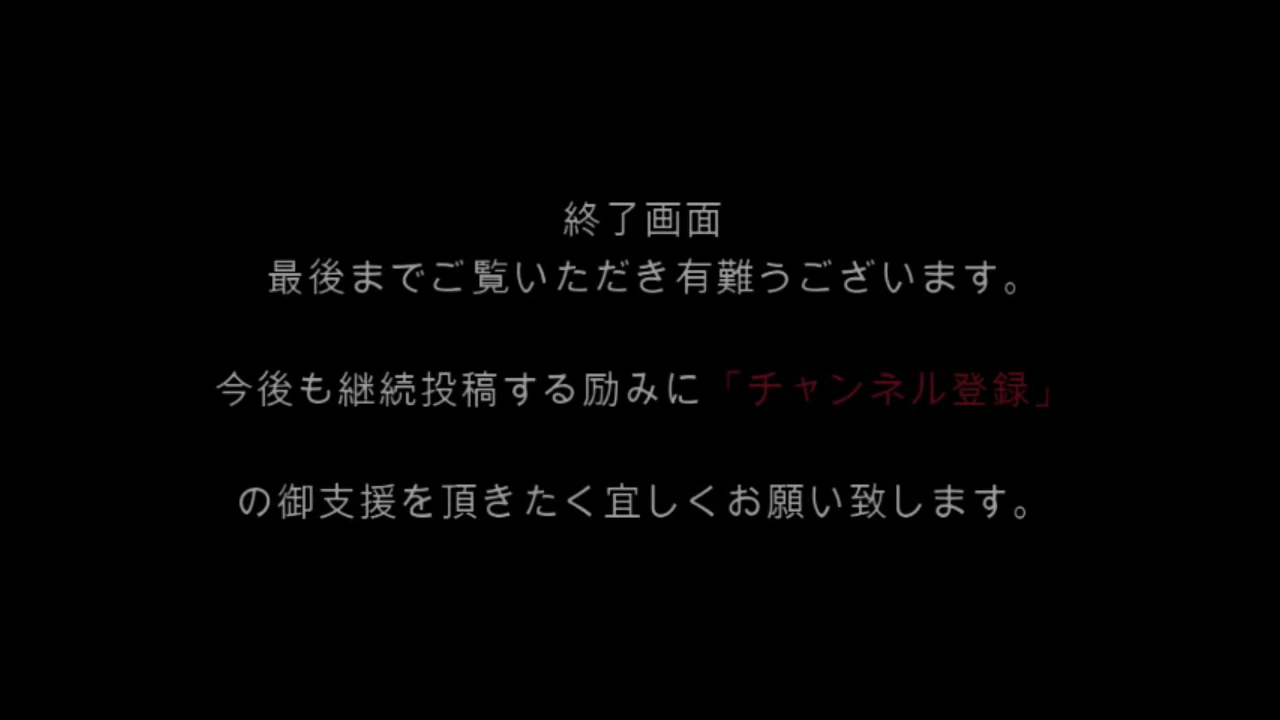 終了画面
最後までご覧いただき有難うございます。
今後も継続投稿する励みに「チャンネル登録」
の御支援を頂きたく宜しくお願い致します。